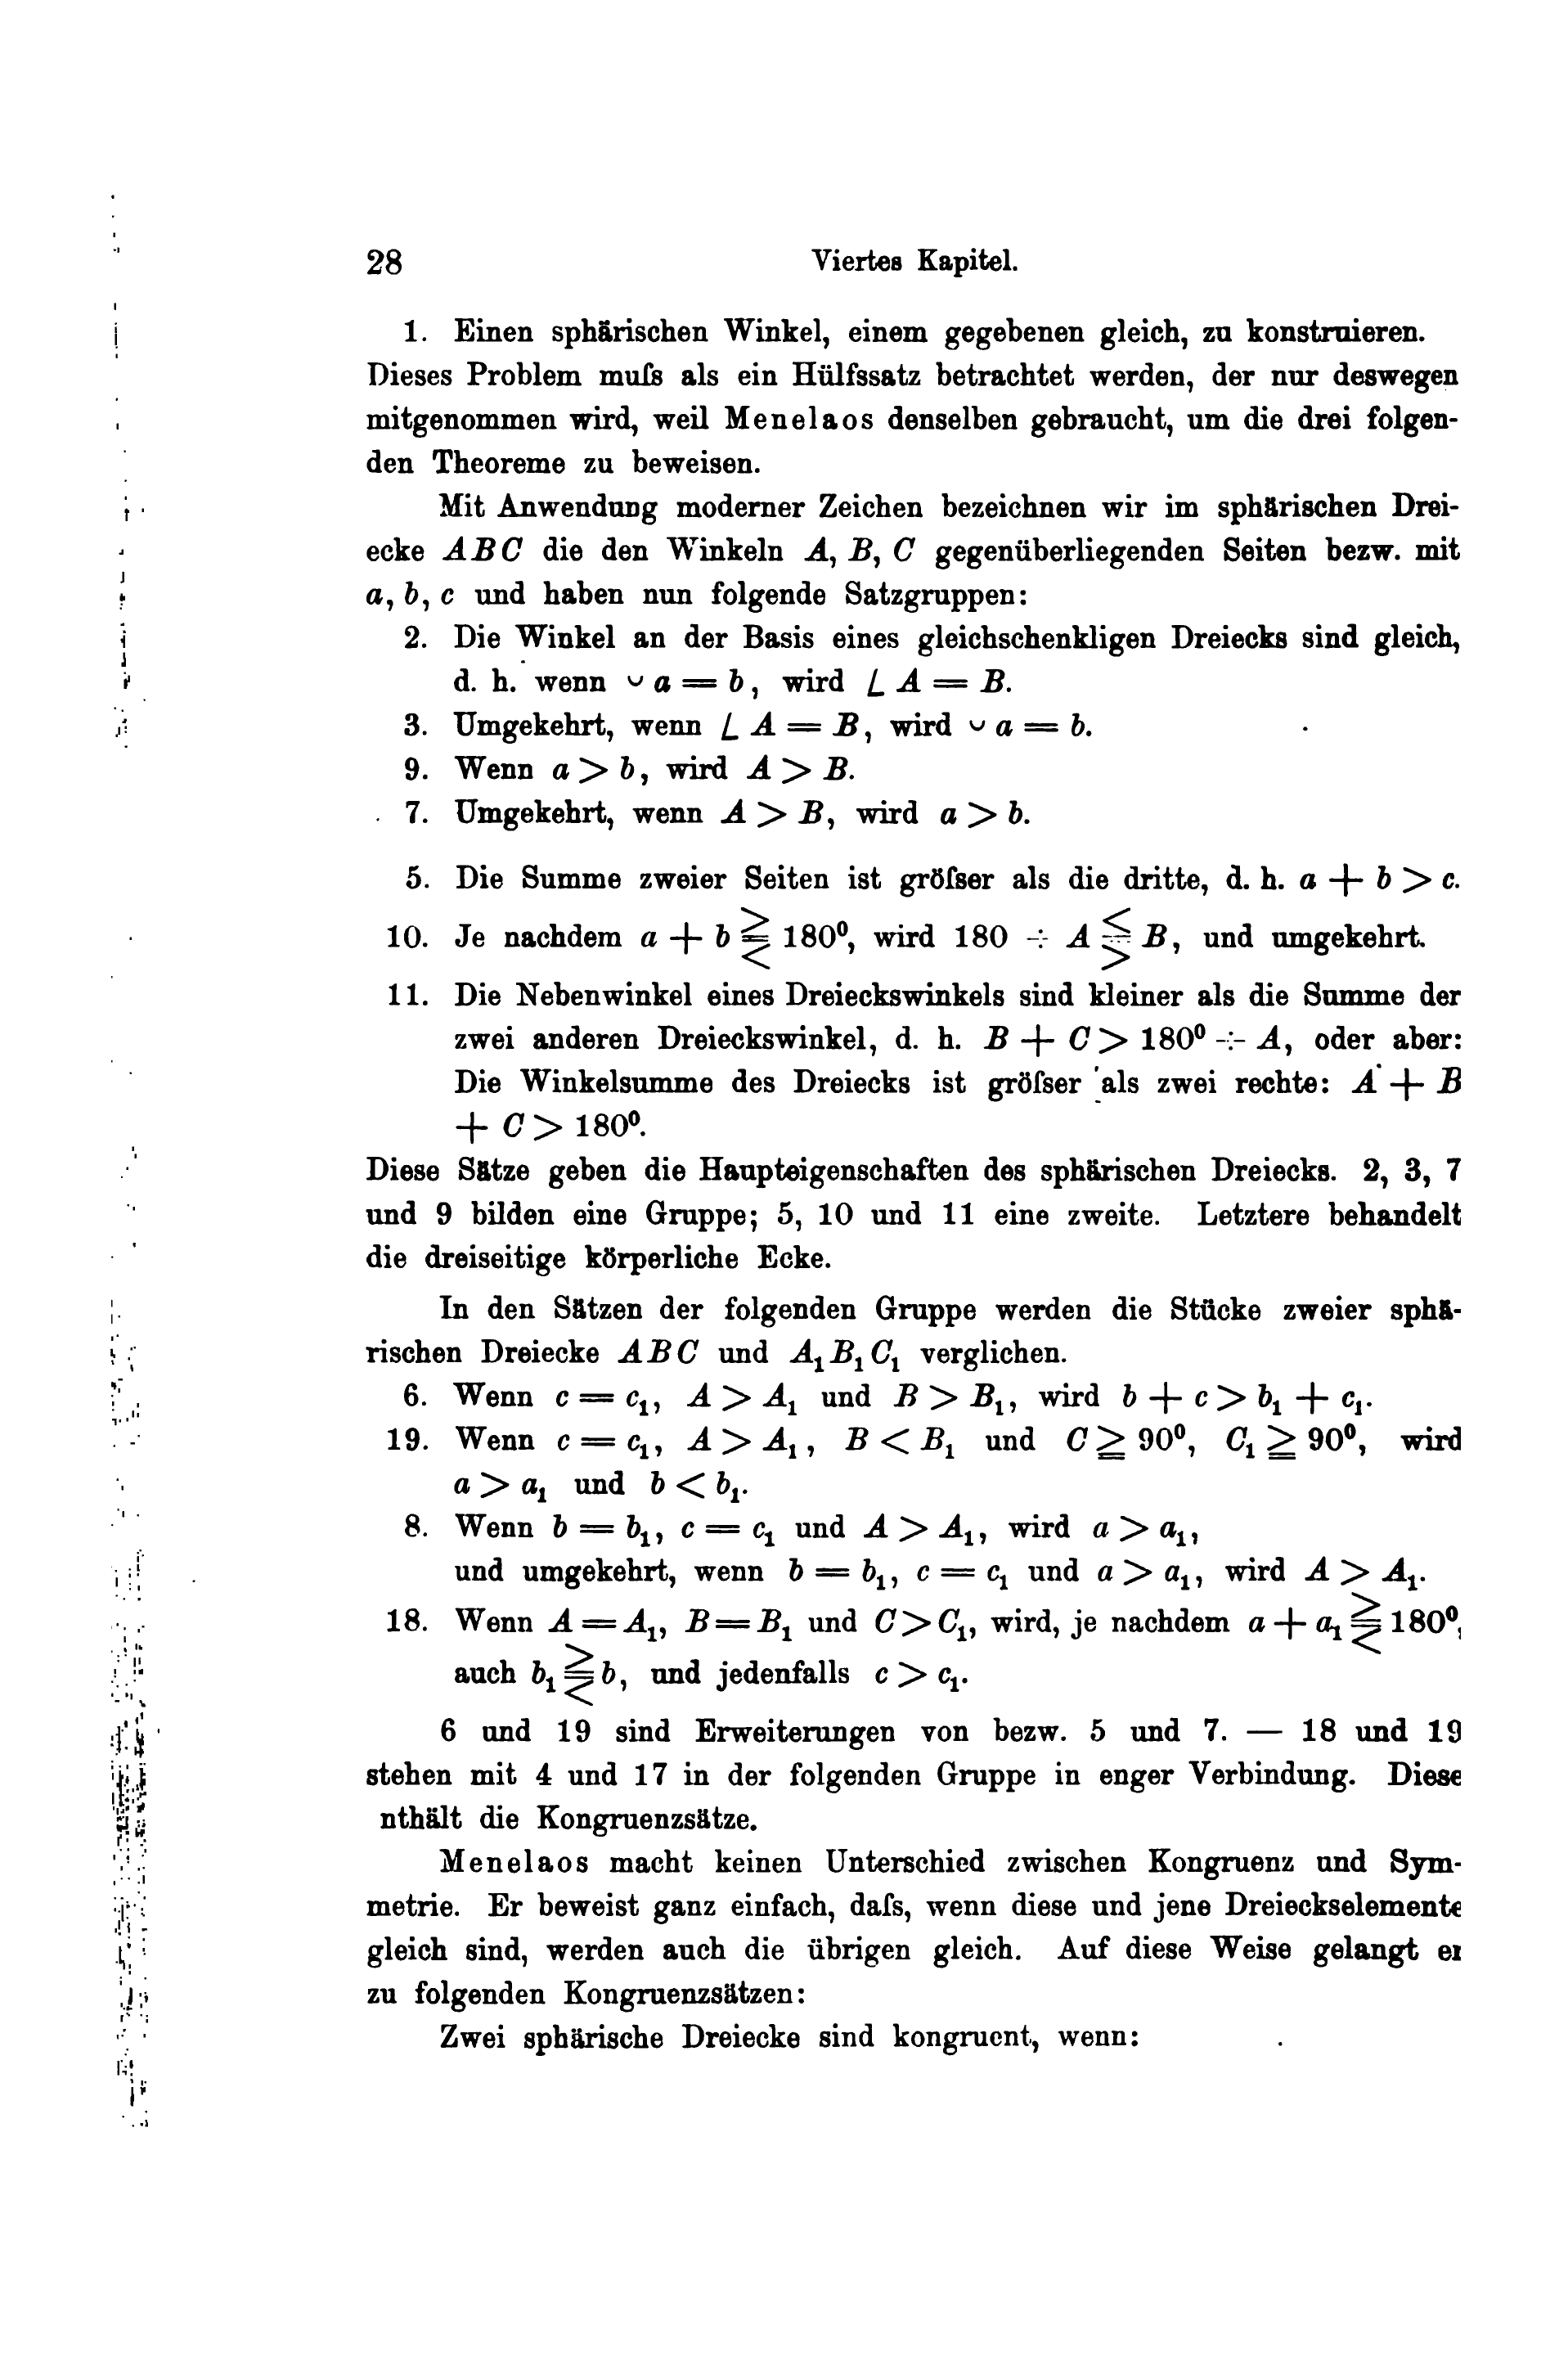 28 Viertes Kapitel.
1. Einen sphärischen Winkel, einem gegebenen gleich, zu konstruieren.
Dieses Problem muſs als ein Hülfssatz betrachtet werden, der nur deswegen
mitgenommen wird, weil Menelaos denselben gebraucht, um die drei folgen-
den Theoreme zu beweisen.
Mit Anwendung moderner Zeichen bezeichnen wir im sphärischen Drei-
ecke ABC die den Winkeln A, B, C gegenüberliegenden Seiten bezw. mit
a, b, c und haben nun folgende Satzgruppen:
2. Die Winkel an der Basis eines gleichschenkligen Dreiecks sind gleich,
d. h. wenn ᴗ a = b, wird ∠ A = B.
3. Umgekehrt, wenn ∠ A = B, wird ᴗ a = b.
9. Wenn a > b, wird A > B.
7. Umgekehrt, wenn A > B, wird a > b.
5. Die Summe zweier Seiten ist gröſser als die dritte, d. h. a + b > c.
10. Je nachdem a + b ⪌ 180⁰, wird 180 ÷ A ⪋ B, und umgekehrt.
11. Die Nebenwinkel eines Dreieckswinkels sind kleiner als die Summe der
zwei anderen Dreieckswinkel, d. h. B + C > 180⁰ ÷ A, oder aber:
Die Winkelsumme des Dreiecks ist gröſser als zwei rechte: A + B
+ C > 180⁰.
Diese Sätze geben die Haupteigenschaften des sphärischen Dreiecks. 2, 3, 7
und 9 bilden eine Gruppe; 5, 10 und 11 eine zweite. Letztere behandelt
die dreiseitige körperliche Ecke.
In den Sätzen der folgenden Gruppe werden die Stücke zweier sphä-
rischen Dreiecke ABC und A₁B₁C₁ verglichen.
6. Wenn c = c₁, A > A₁ und B > B₁, wird b + c > b₁ + c₁.
19. Wenn c = c₁, A > A₁, B < B₁ und C ≧ 90⁰, C₁ ≧ 90⁰, wird
a > a₁ und b < b₁.
8. Wenn b = b₁, c = c₁ und A > A₁, wird a > a₁,
und umgekehrt, wenn b = b₁, c = c₁ und a > a₁, wird A > A₁.
18. Wenn A = A₁, B = B₁ und C > C₁, wird, je nachdem a + a₁ ⪌ 180⁰,
auch b₁ ⪌ b, und jedenfalls c > c₁.
6 und 19 sind Erweiterungen von bezw. 5 und 7. — 18 und 19
stehen mit 4 und 17 in der folgenden Gruppe in enger Verbindung. Diese
nthält die Kongruenzsätze.
Menelaos macht keinen Unterschied zwischen Kongruenz und Sym-
metrie. Er beweist ganz einfach, daſs, wenn diese und jene Dreieckselemente
gleich sind, werden auch die übrigen gleich. Auf diese Weise gelangt er
zu folgenden Kongruenzsätzen:
Zwei sphärische Dreiecke sind kongruent, wenn: